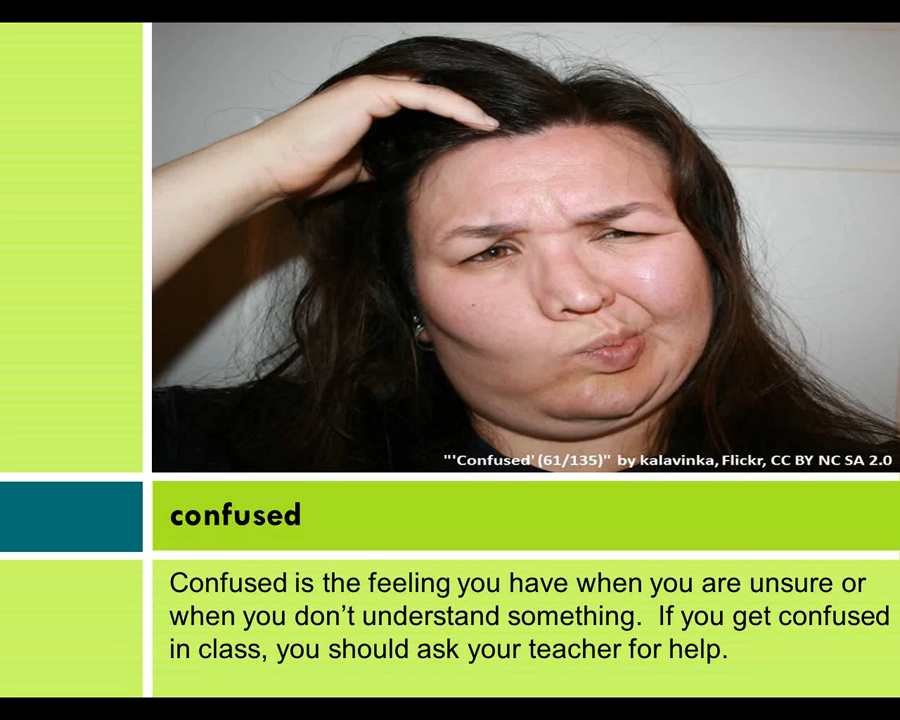 "'Confused' (61/135)" by kalavinka, Flickr, CC BY NC SA 2.0
confused
Confused is the feeling you have when you are unsure or
when you don’t understand something.  If you get confused
in class, you should ask your teacher for help.